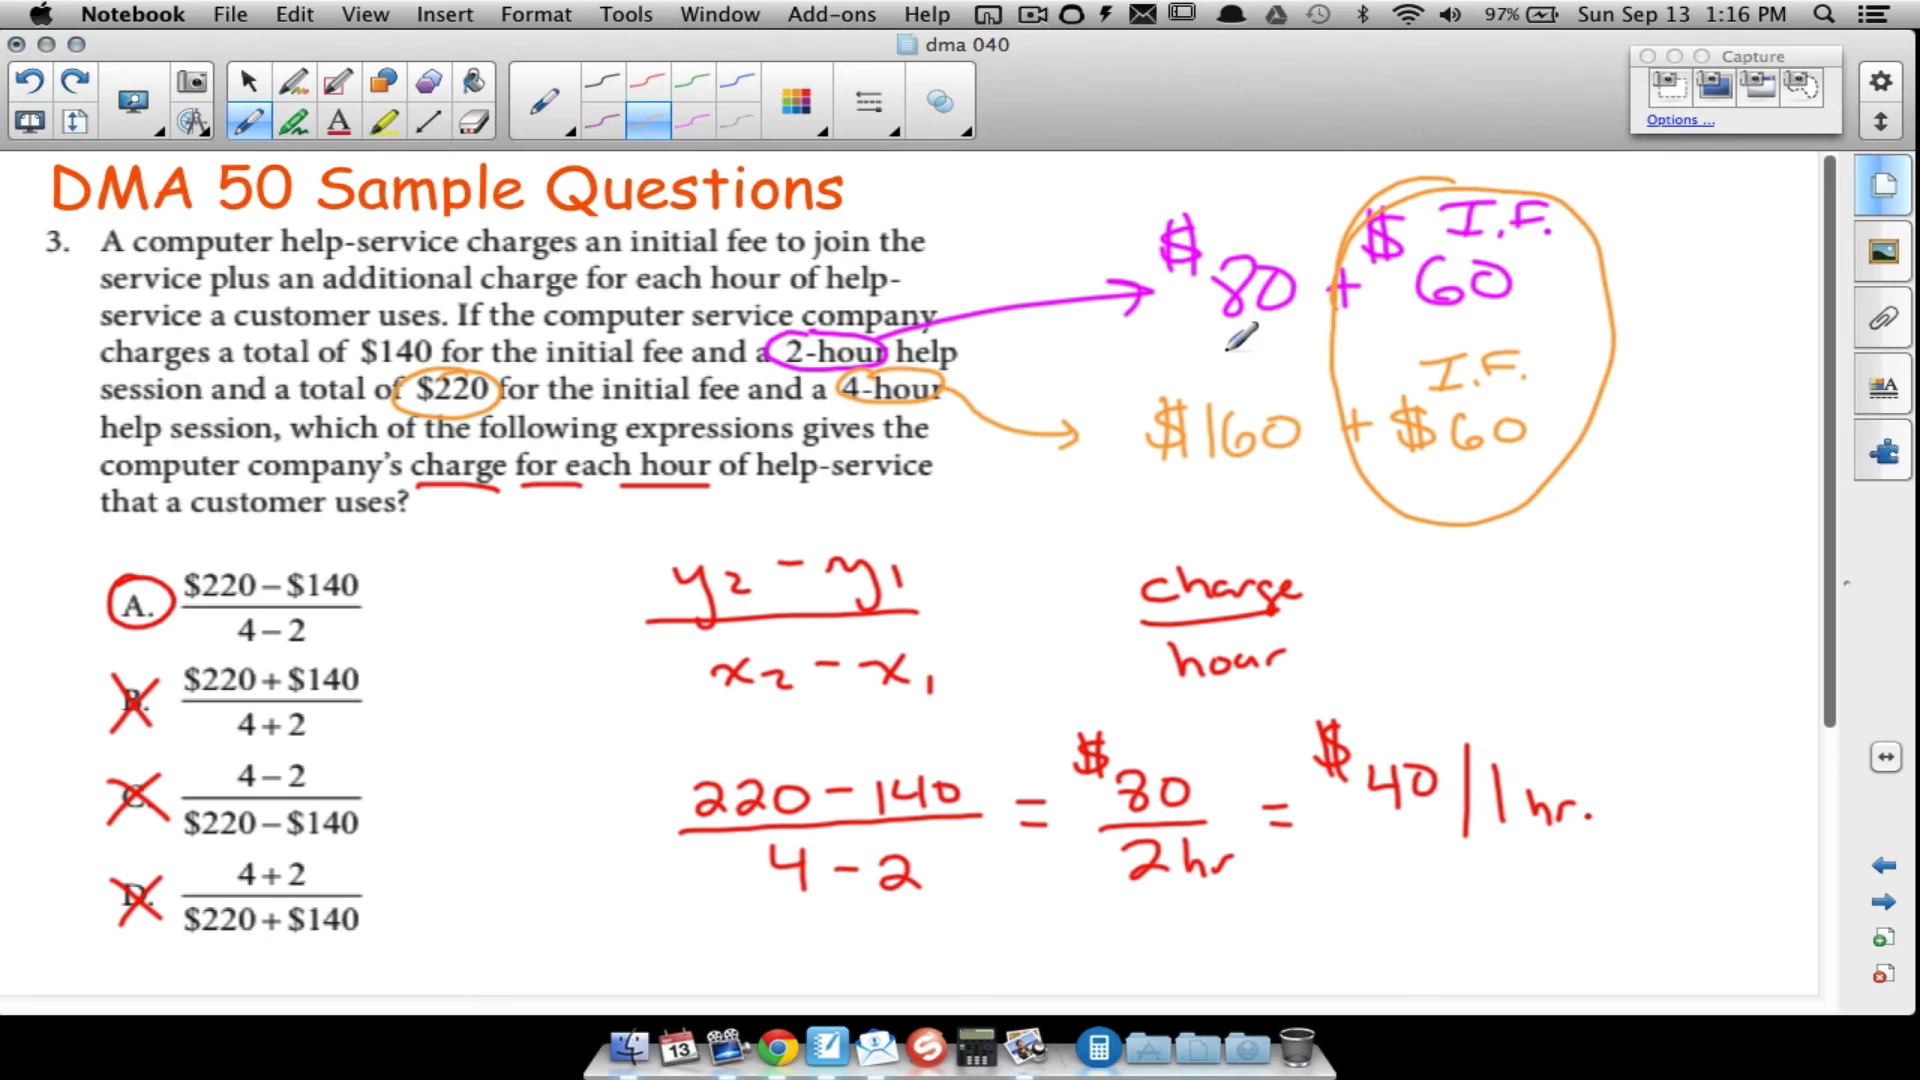 Notebook File Edit View Insert Format Tools Window Add-ons Help 97% Sun Sep 13 1:16 PM
dma 040
Capture
Options ...
DMA 50 Sample Questions
3. A computer help-service charges an initial fee to join the
service plus an additional charge for each hour of help-
service a customer uses. If the computer service company
charges a total of $140 for the initial fee and a 2-hour help
session and a total of $220 for the initial fee and a 4-hour
help session, which of the following expressions gives the
computer company's charge for each hour of help-service
that a customer uses?
$ 80 + $ 60 I.F.
I.F.
$160 + $60
A. $220 – $140
4 – 2
B. $220 + $140
4 + 2
C. 4 – 2
$220 – $140
D. 4 + 2
$220 + $140
y2 - y1
x2 - x1
charge
hour
220 - 140 = $80 = $40 | 1 hr.
4 - 2 2hr
13